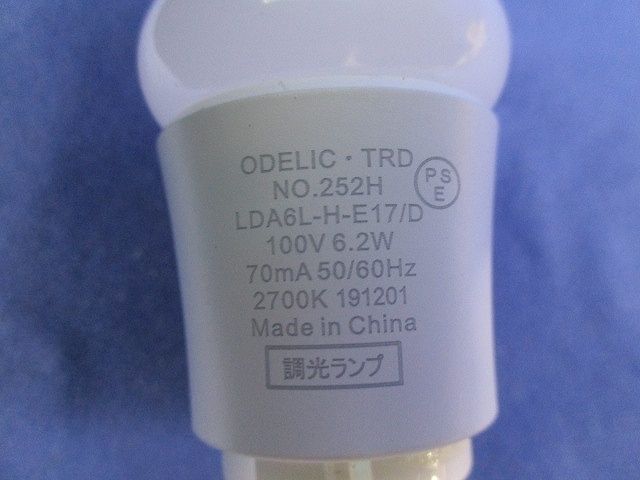 ODELIC・TRD
NO.252H
PS
E
LDA6L-H-E17/D
100V 6.2W
70mA 50/60Hz
2700K 191201
Made in China
調光ランプ